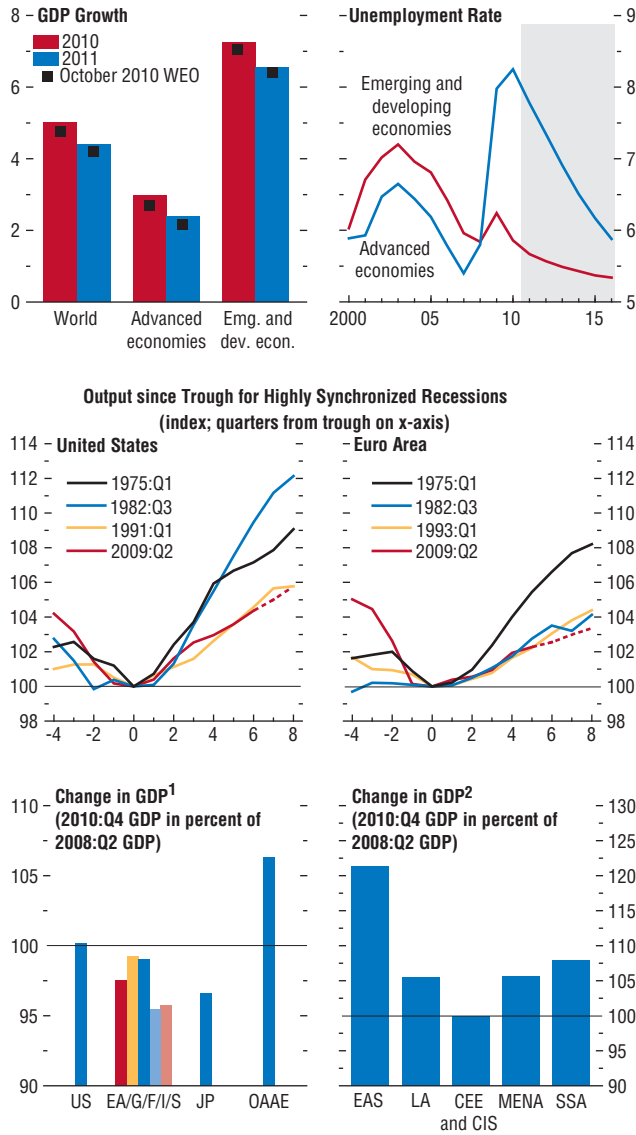 GDP Growth
2010
2011
October 2010 WEO
8
6
4
2
0
World
Advanced
economies
Emg. and
dev. econ.
Unemployment Rate
Emerging and
developing
economies
Advanced
economies
9
8
7
6
5
2000 05 10 15
Output since Trough for Highly Synchronized Recessions
(index; quarters from trough on x-axis)
United States
1975:Q1
1982:Q3
1991:Q1
2009:Q2
114
112
110
108
106
104
102
100
98
-4 -2 0 2 4 6 8
Euro Area
1975:Q1
1982:Q3
1993:Q1
2009:Q2
114
112
110
108
106
104
102
100
98
-4 -2 0 2 4 6 8
Change in GDP1
(2010:Q4 GDP in percent of
2008:Q2 GDP)
110
105
100
95
90
US EA/G/F/I/S JP OAAE
Change in GDP2
(2010:Q4 GDP in percent of
2008:Q2 GDP)
130
125
120
115
110
105
100
95
90
EAS LA CEE MENA SSA
and CIS